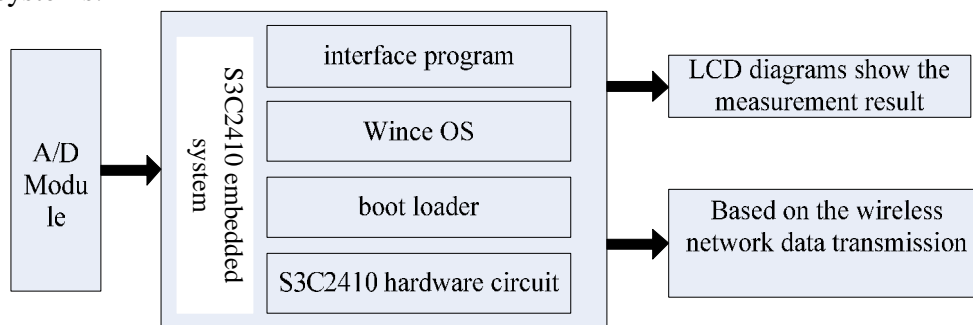 A/D
Modu
le
S3C2410 embedded
system
interface program
Wince OS
boot loader
S3C2410 hardware circuit
LCD diagrams show the
measurement result
Based on the wireless
network data transmission